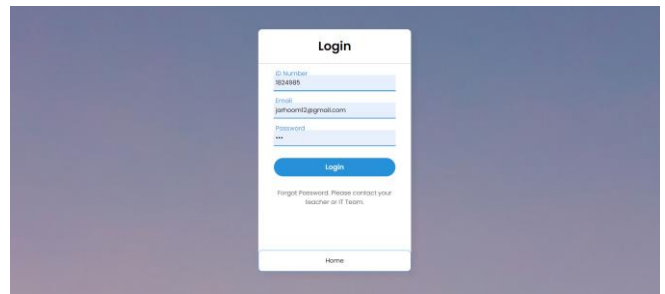 Login
ID Number
1824985
Email
jarhoom12@gmail.com
Password
•••
Login
Forgot Password. Please contact your
teacher or IT Team.
Home